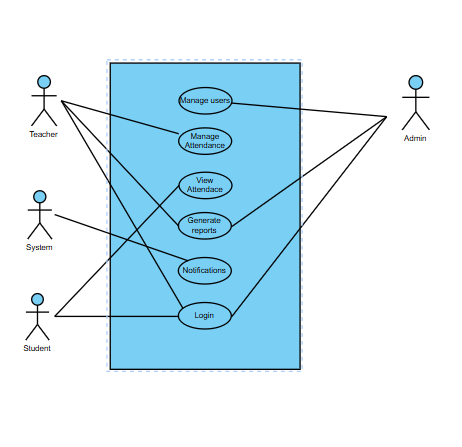 Manage users
Manage
Attendance
Teacher
Admin
View
Attendace
Generate
reports
System
Notifications
Login
Student